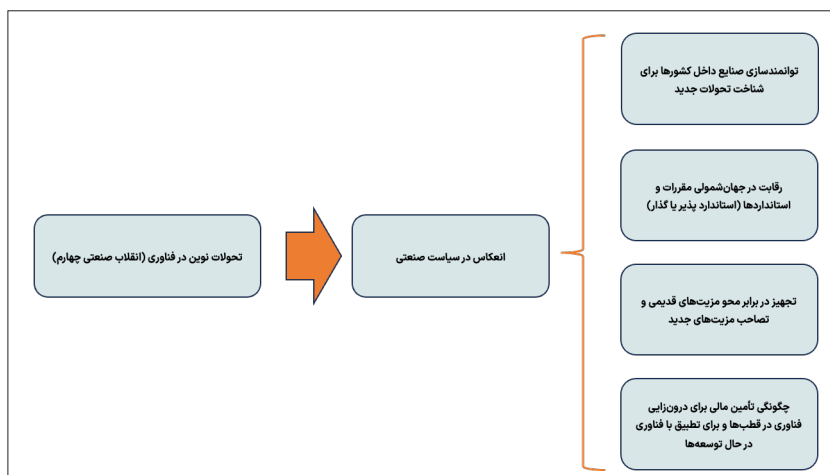 تحولات نوین در فناوری (انقلاب صنعتی چهارم)
انعکاس در سیاست صنعتی
توانمندسازی صنایع داخل کشورها برای
شناخت تحولات جدید
رقابت در جهان‌شمولی مقررات و
استانداردها (استاندارد پذیر یا گذار)
تجهیز در برابر محو مزیت‌های قدیمی و
تصاحب مزیت‌های جدید
چگونگی تأمین مالی برای درون‌زایی
فناوری در قطب‌ها و برای تطبیق با فناوری
در حال توسعه‌ها